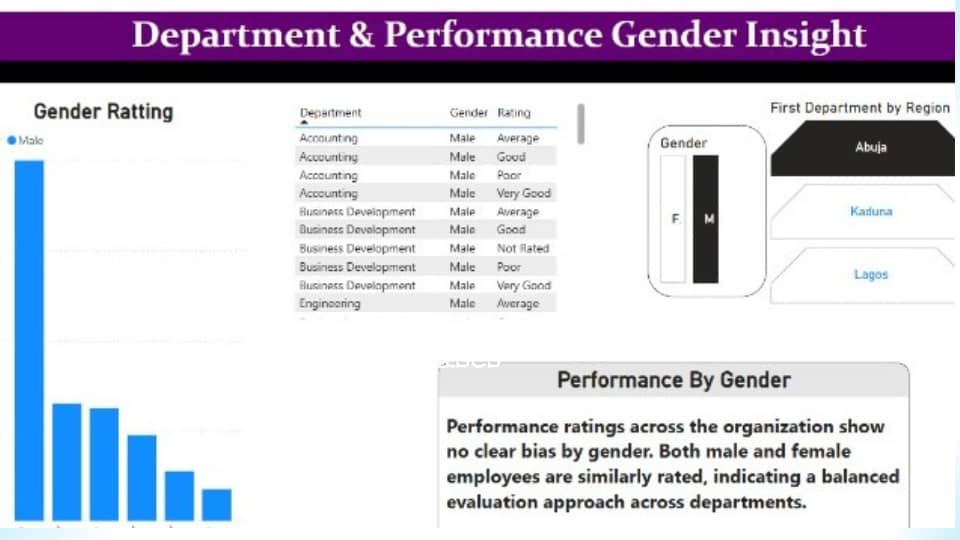 Department & Performance Gender Insight
Gender Ratting
Male
Department Gender Rating
Accounting Male Average
Accounting Male Good
Accounting Male Poor
Accounting Male Very Good
Business Development Male Average
Business Development Male Good
Business Development Male Not Rated
Business Development Male Poor
Business Development Male Very Good
Engineering Male Average
Gender
F.
M
First Department by Region
Abuja
Kaduna
Lagos
Performance By Gender
Performance ratings across the organization show
no clear bias by gender. Both male and female
employees are similarly rated, indicating a balanced
evaluation approach across departments.